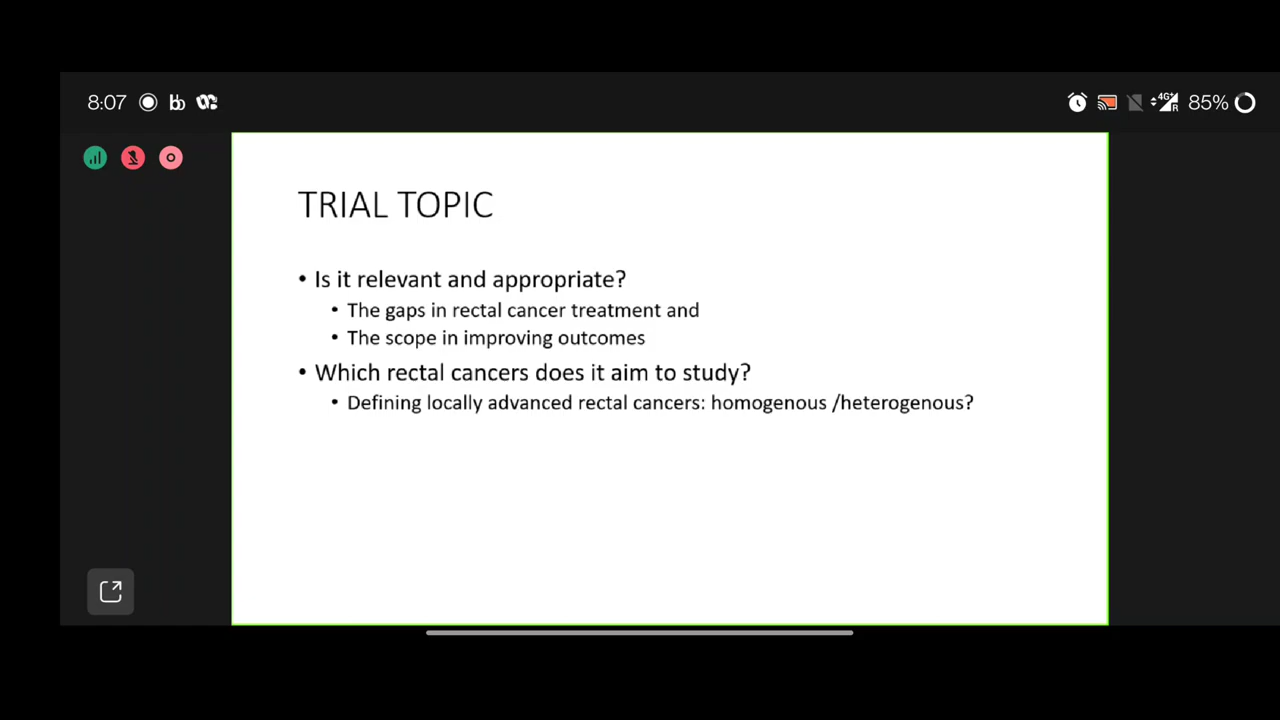 8:07
4G+
R
85%
TRIAL TOPIC
• Is it relevant and appropriate?
• The gaps in rectal cancer treatment and
• The scope in improving outcomes
• Which rectal cancers does it aim to study?
• Defining locally advanced rectal cancers: homogenous /heterogenous?